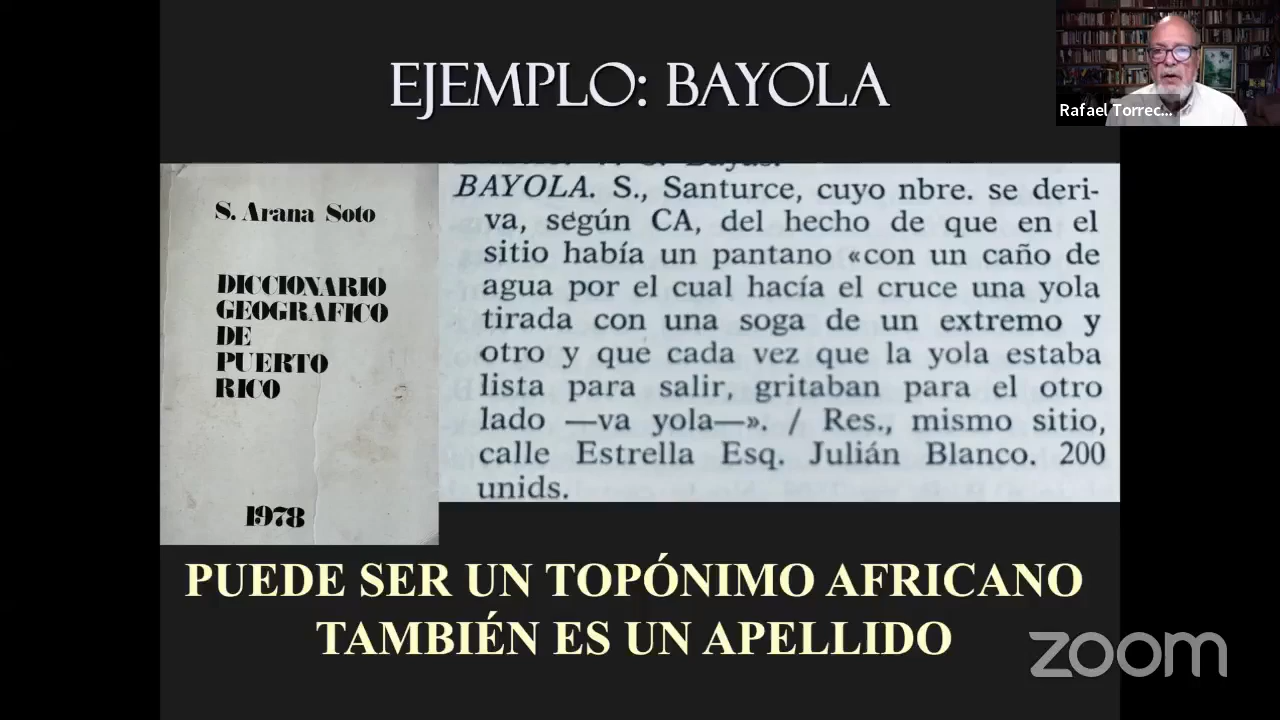 EJEMPLO: BAYOLA
Rafael Torrec...
S. Arana Soto
DICCIONARIO
GEOGRAFICO
DE
PUERTO
RICO
1978
BAYOLA. S., Santurce, cuyo nbre. se deri-
va, según CA, del hecho de que en el
sitio había un pantano «con un caño de
agua por el cual hacía el cruce una yola
tirada con una soga de un extremo y
otro y que cada vez que la yola estaba
lista para salir, gritaban para el otro
lado —va yola—». / Res., mismo sitio,
calle Estrella Esq. Julián Blanco. 200
unids.
PUEDE SER UN TOPÓNIMO AFRICANO
TAMBIÉN ES UN APELLIDO
zoom